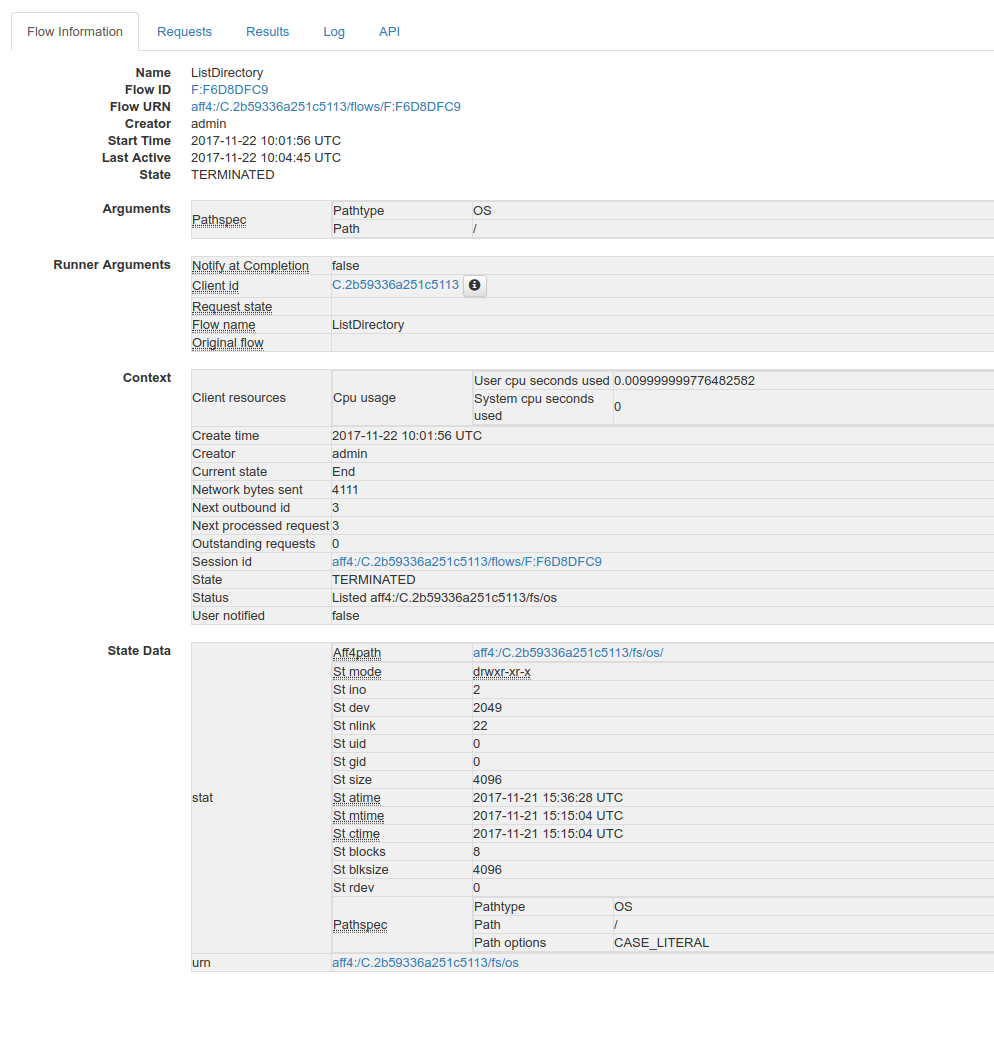 Flow Information Requests Results Log API
Name ListDirectory
Flow ID F:F6D8DFC9
Flow URN aff4:/C.2b59336a251c5113/flows/F:F6D8DFC9
Creator admin
Start Time 2017-11-22 10:01:56 UTC
Last Active 2017-11-22 10:04:45 UTC
State TERMINATED
Arguments Pathspec Pathtype OS
Path /
Runner Arguments Notify at Completion false
Client id C.2b59336a251c5113
Request state
Flow name ListDirectory
Original flow
Context Client resources Cpu usage User cpu seconds used 0.009999999776482582
System cpu seconds used 0
Create time 2017-11-22 10:01:56 UTC
Creator admin
Current state End
Network bytes sent 4111
Next outbound id 3
Next processed request 3
Outstanding requests 0
Session id aff4:/C.2b59336a251c5113/flows/F:F6D8DFC9
State TERMINATED
Status Listed aff4:/C.2b59336a251c5113/fs/os
User notified false
State Data stat Aff4path aff4:/C.2b59336a251c5113/fs/os/
St mode drwxr-xr-x
St ino 2
St dev 2049
St nlink 22
St uid 0
St gid 0
St size 4096
St atime 2017-11-21 15:36:28 UTC
St mtime 2017-11-21 15:15:04 UTC
St ctime 2017-11-21 15:15:04 UTC
St blocks 8
St blksize 4096
St rdev 0
Pathspec Pathtype OS
Path /
Path options CASE_LITERAL
urn aff4:/C.2b59336a251c5113/fs/os